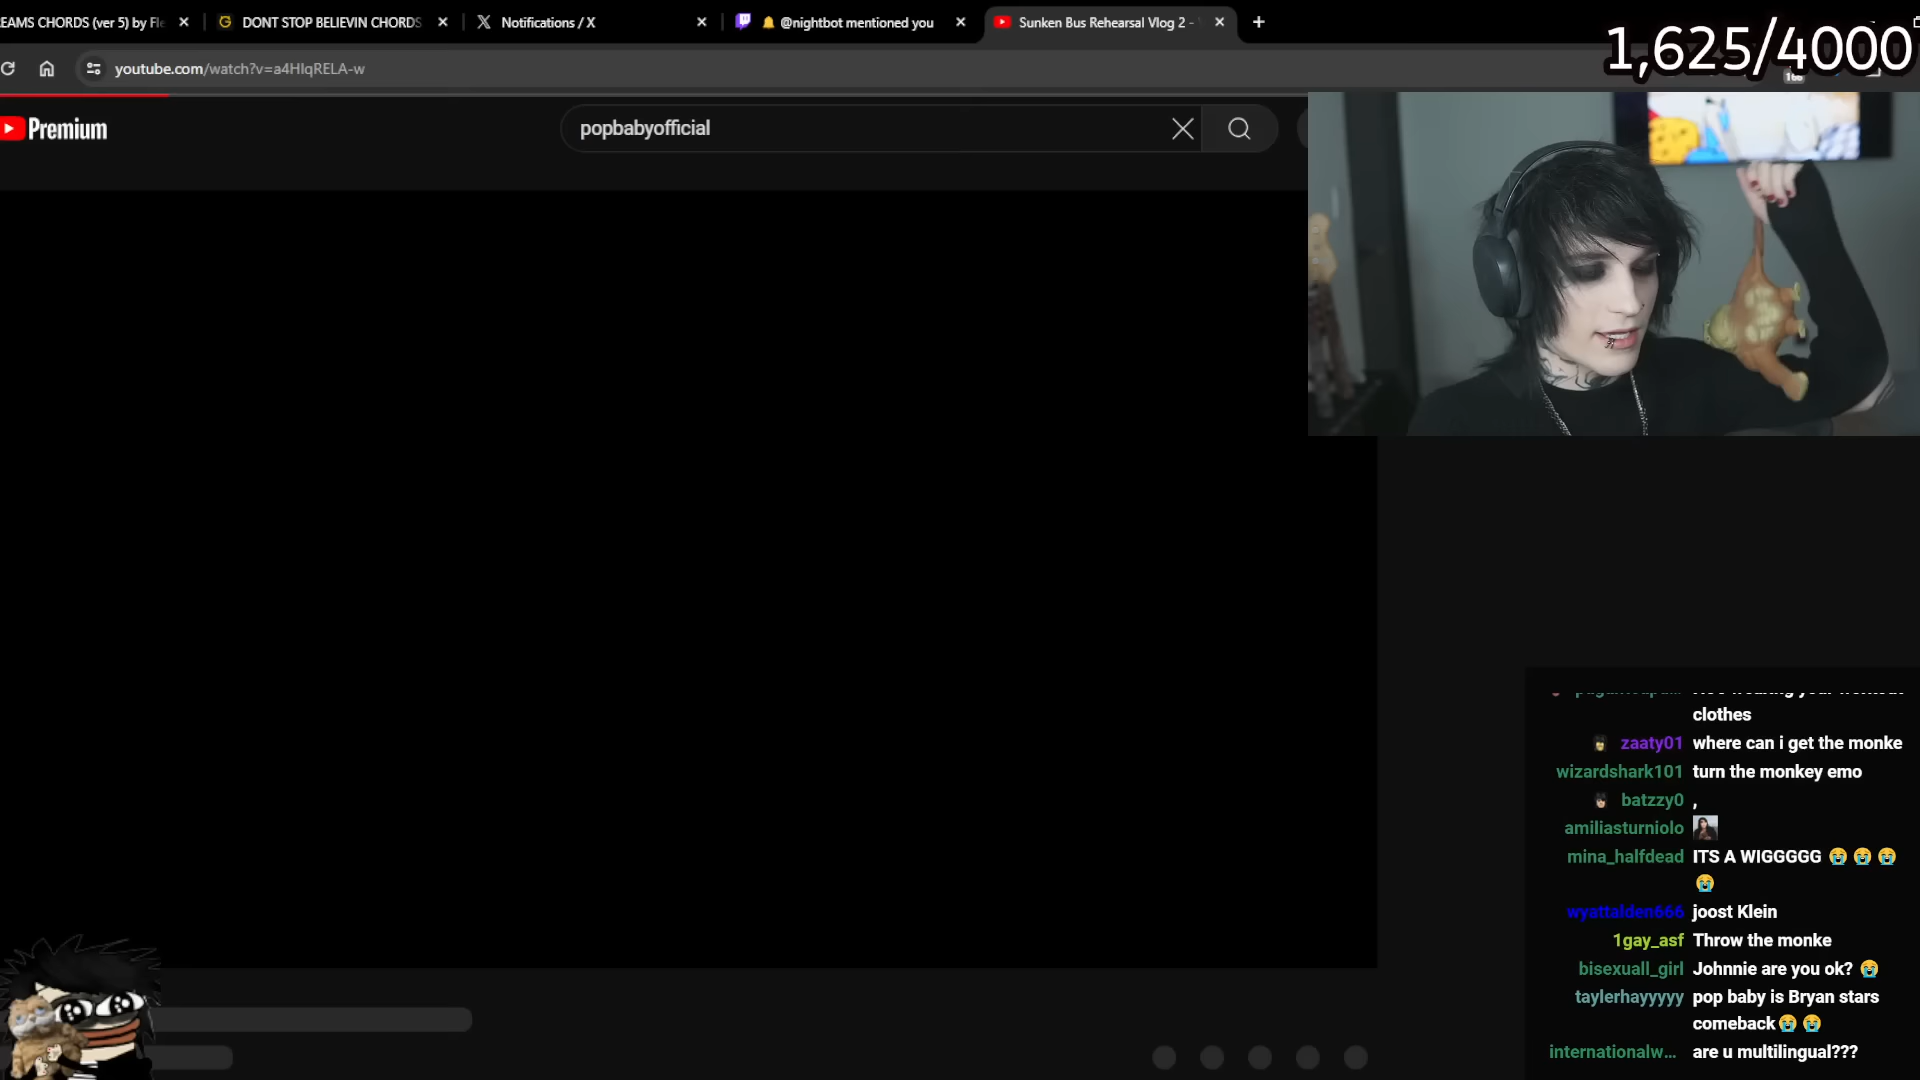 EAMS CHORDS (ver 5) by Fle
DONT STOP BELIEVIN CHORDS
Notifications / X
@nightbot mentioned you
Sunken Bus Rehearsal Vlog 2 -
1,625/4000
youtube.com/watch?v=a4HIqRELA-w
166
Premium
popbabyofficial
clothes
zaaty01 where can i get the monke
wizardshark101 turn the monkey emo
batzzy0 ,
amiliasturniolo
mina_halfdead ITS A WIGGGGG 😭 😭 😭
😭
wyattalden666 joost Klein
1gay_asf Throw the monke
bisexuall_girl Johnnie are you ok? 😭
taylerhayyyyy pop baby is Bryan stars
comeback😭 😭
internationalw... are u multilingual???